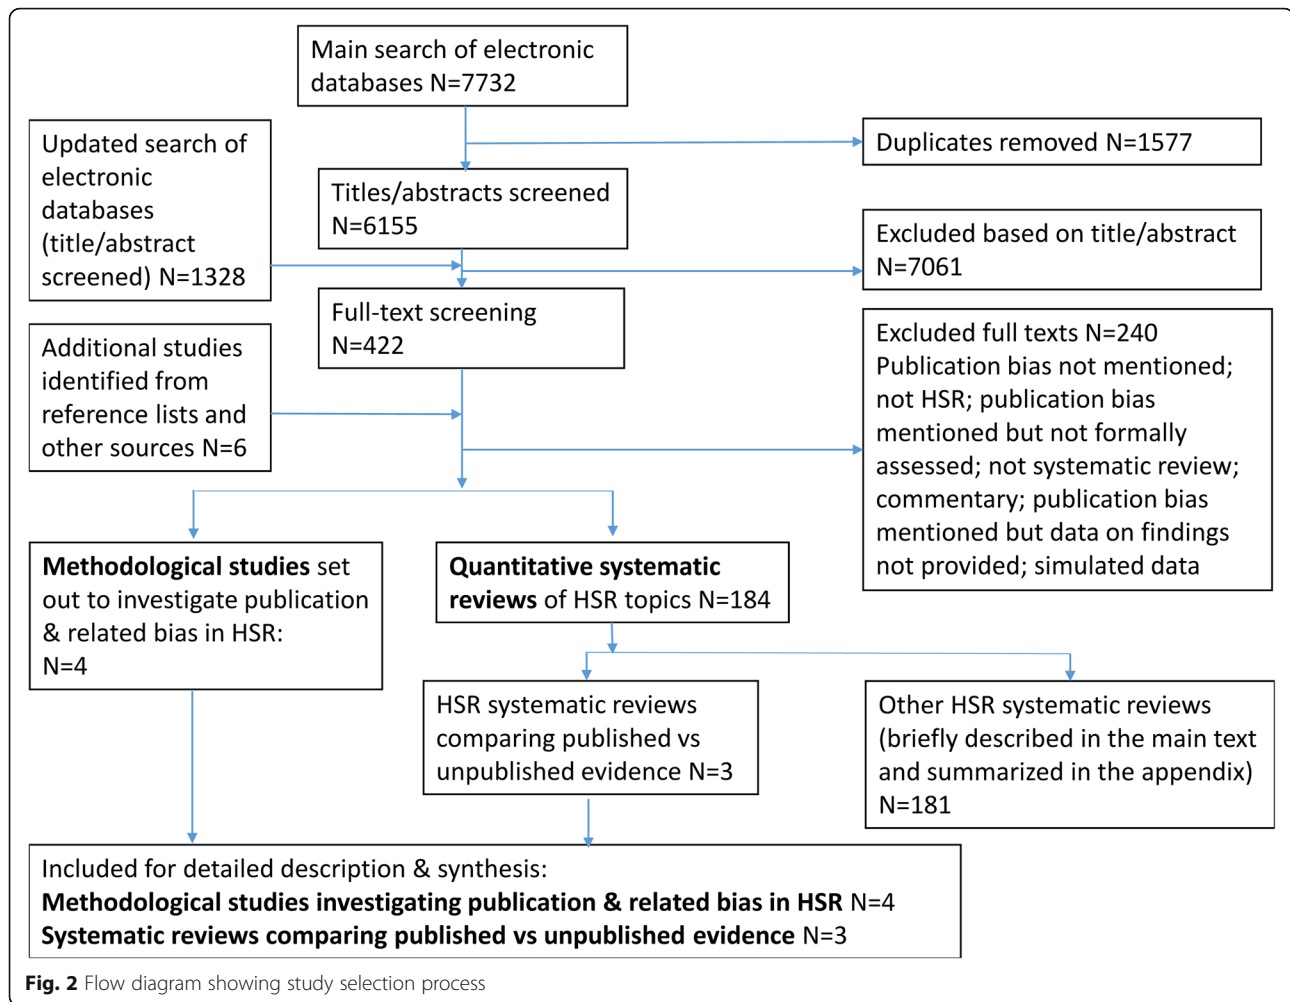 Main search of electronic
databases N=7732
Duplicates removed N=1577
Updated search of
electronic
databases
(title/abstract
screened) N=1328
Titles/abstracts screened
N=6155
Excluded based on title/abstract
N=7061
Full-text screening
N=422
Additional studies
identified from
reference lists and
other sources N=6
Excluded full texts N=240
Publication bias not mentioned;
not HSR; publication bias
mentioned but not formally
assessed; not systematic review;
commentary; publication bias
mentioned but data on findings
not provided; simulated data
Methodological studies set
out to investigate publication
& related bias in HSR:
N=4
Quantitative systematic
reviews of HSR topics N=184
HSR systematic reviews
comparing published vs
unpublished evidence N=3
Other HSR systematic reviews
(briefly described in the main text
and summarized in the appendix)
N=181
Included for detailed description & synthesis:
Methodological studies investigating publication & related bias in HSR N=4
Systematic reviews comparing published vs unpublished evidence N=3
Fig. 2 Flow diagram showing study selection process